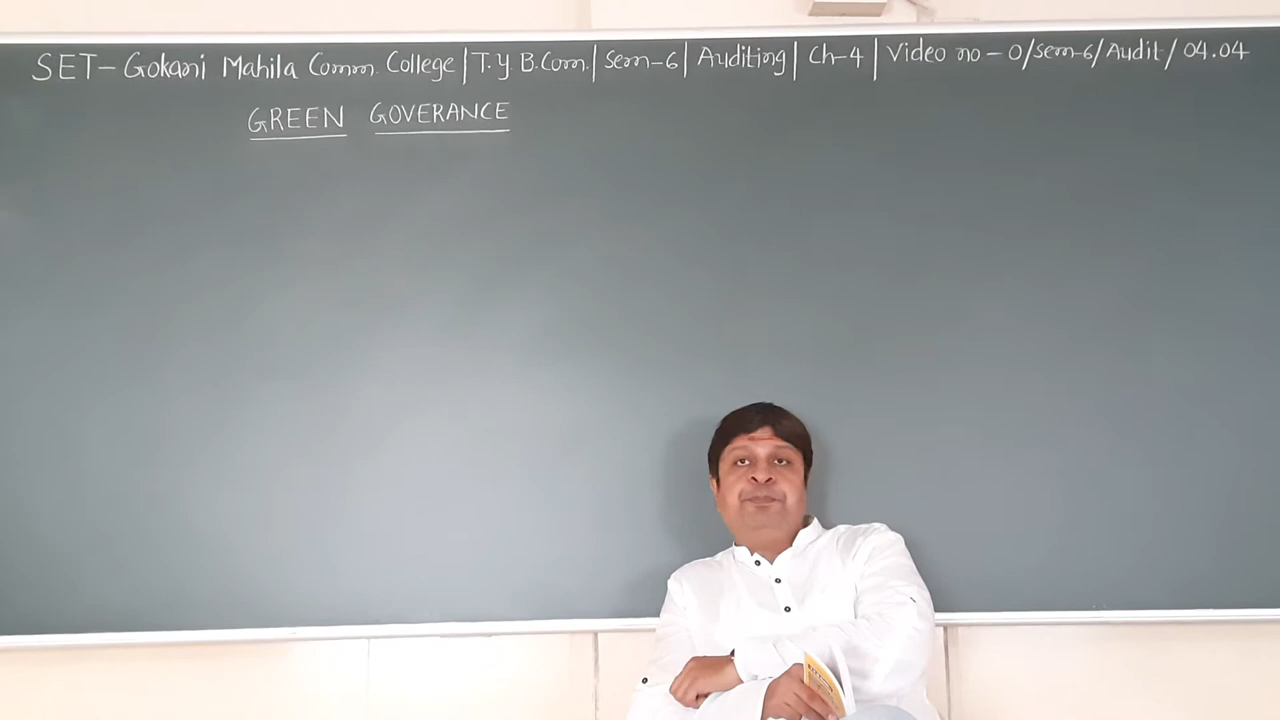 SET- Gokani Mahila Comm. College | T.Y. B.Com. | Sem-6 | Auditing | Ch-4 | Video no - 0/sem-6/Audit/04.04
GREEN GOVERANCE